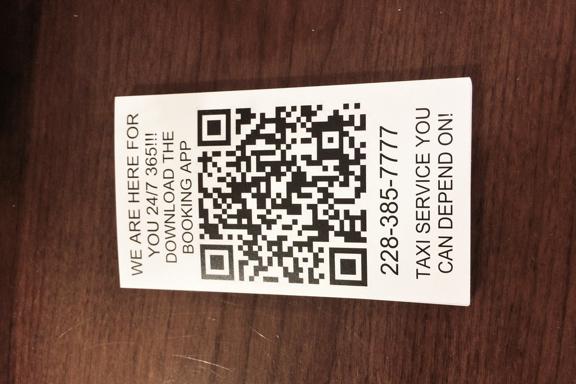 WE ARE HERE FOR
YOU 24/7 365!!!
DOWNLOAD THE
BOOKING APP
228-385-7777
TAXI SERVICE YOU
CAN DEPEND ON!